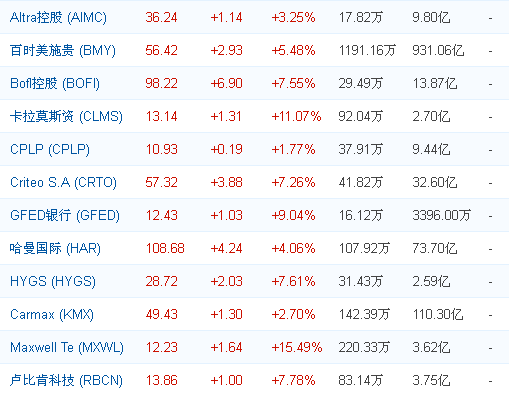 Altra控股 (AIMC) 36.24 +1.14 +3.25% 17.82万 9.80亿 -
百时美施贵 (BMY) 56.42 +2.93 +5.48% 1191.16万 931.06亿 -
BofI控股 (BOFI) 98.22 +6.90 +7.55% 29.49万 13.87亿 -
卡拉莫斯资 (CLMS) 13.14 +1.31 +11.07% 92.04万 2.70亿 -
CPLP (CPLP) 10.93 +0.19 +1.77% 37.91万 9.44亿 -
Criteo S.A (CRTO) 57.32 +3.88 +7.26% 41.82万 32.60亿 -
GFED银行 (GFED) 12.43 +1.03 +9.04% 16.12万 3396.00万 -
哈曼国际 (HAR) 108.68 +4.24 +4.06% 107.92万 73.70亿 -
HYGS (HYGS) 28.72 +2.03 +7.61% 31.43万 2.59亿 -
Carmax (KMX) 49.43 +1.30 +2.70% 142.39万 110.30亿 -
Maxwell Te (MXWL) 12.23 +1.64 +15.49% 220.33万 3.62亿 -
卢比肯科技 (RBCN) 13.86 +1.00 +7.78% 83.14万 3.75亿 -